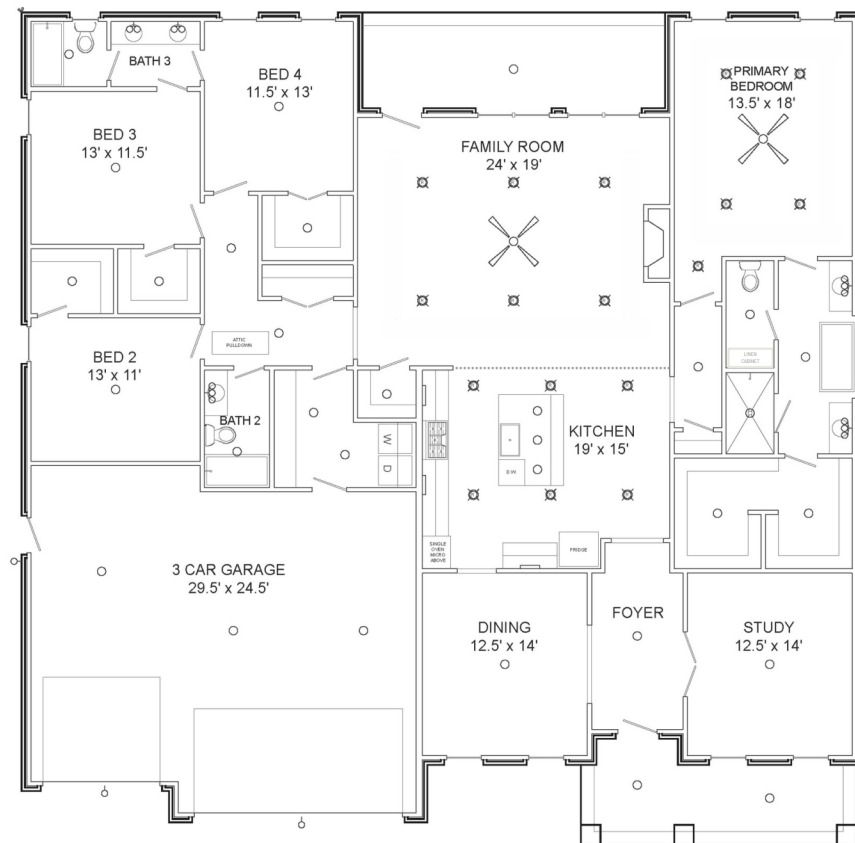 BATH 3
BED 4
11.5' x 13'
PRIMARY
BEDROOM
13.5' x 18'
BED 3
13' x 11.5'
FAMILY ROOM
24' x 19'
ATTIC
PULLDOWN
LINEN
CABINET
BED 2
13' x 11'
BATH 2
W
D
KITCHEN
19' x 15'
D.W
SINGLE
OVEN
MICRO
ABOVE
FRIDGE
3 CAR GARAGE
29.5' x 24.5'
DINING
12.5' x 14'
FOYER
STUDY
12.5' x 14'